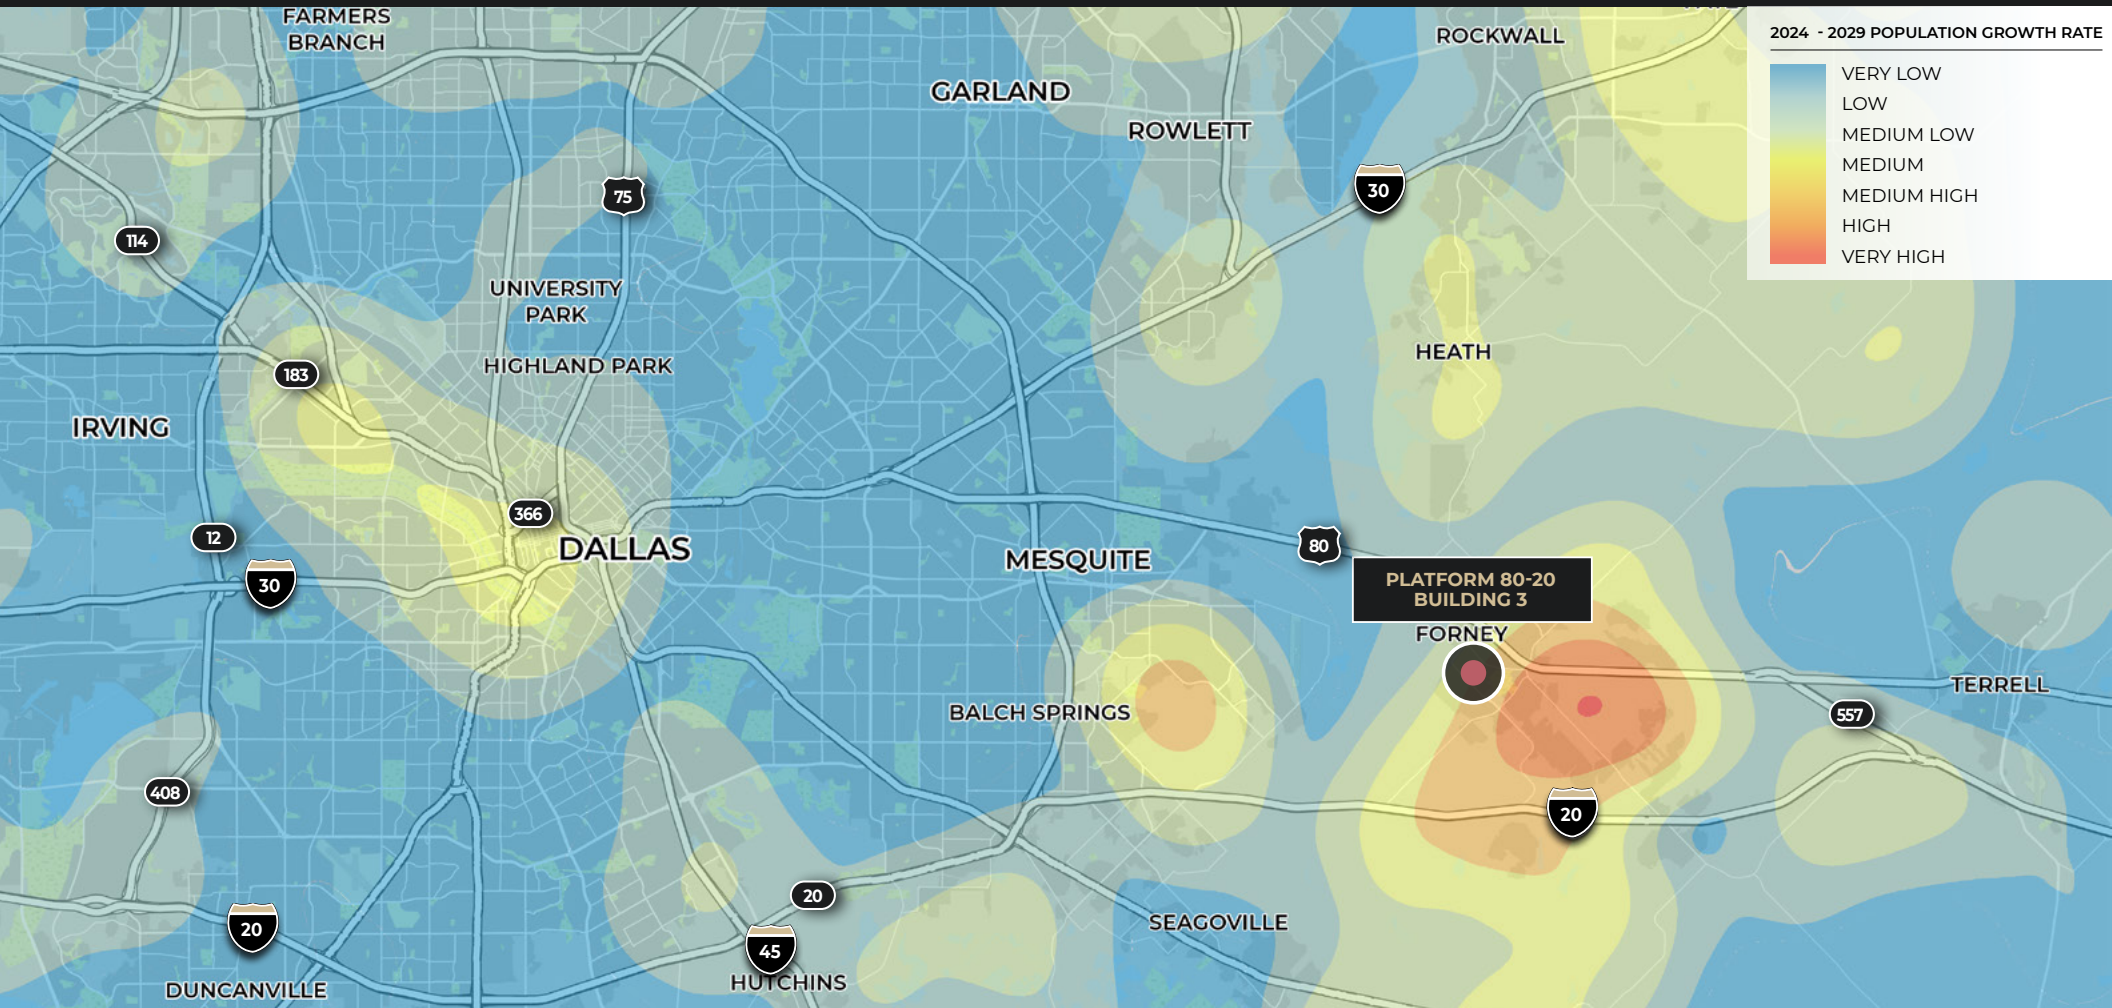 FARMERS
BRANCH
ROCKWALL
2024 - 2029 POPULATION GROWTH RATE
VERY LOW
LOW
MEDIUM LOW
MEDIUM
MEDIUM HIGH
HIGH
VERY HIGH
GARLAND
ROWLETT
75
30
114
UNIVERSITY
PARK
HIGHLAND PARK
HEATH
183
IRVING
366
DALLAS
12
30
MESQUITE
80
PLATFORM 80-20
BUILDING 3
FORNEY
TERRELL
BALCH SPRINGS
557
408
20
20
20
SEAGOVILLE
45
HUTCHINS
DUNCANVILLE